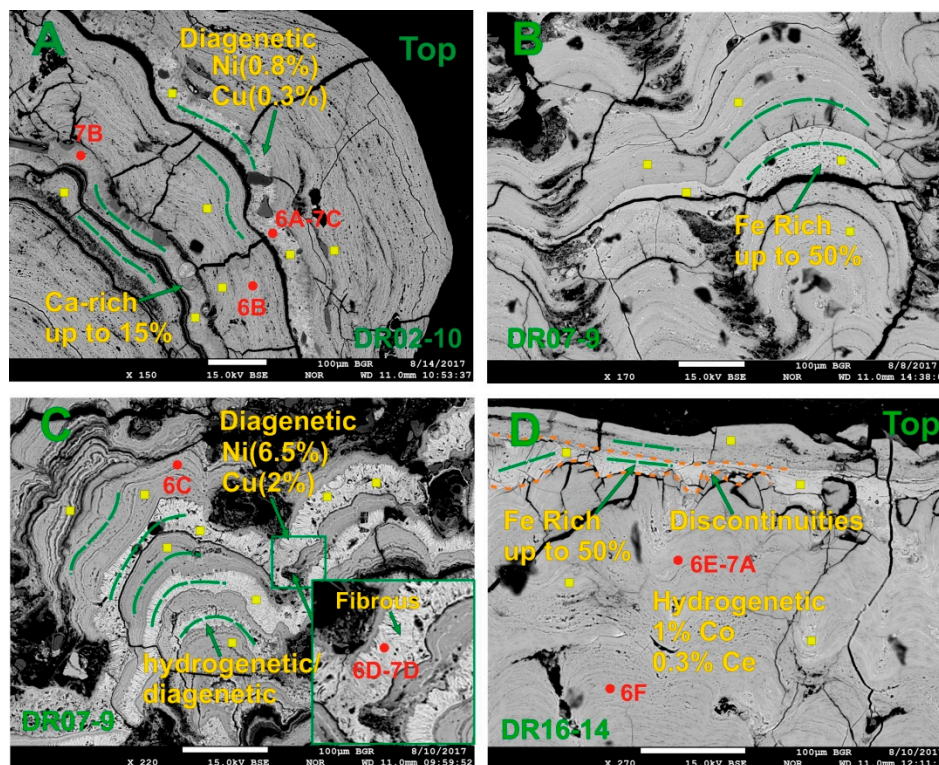 A
Diagenetic
Ni(0.8%)
Cu(0.3%)
Top
7B
6A-7C
6B
Ca-rich
up to 15%
DR02-10
100µm BGR 8/14/2017
X 150 15.0kV BSE NOR WD 11.0mm 10:53:37
B
Fe Rich
up to 50%
DR07-9
100µm BGR 8/8/2017
X 170 15.0kV BSE NOR WD 11.0mm 14:38:0
C
Diagenetic
Ni(6.5%)
Cu(2%)
6C
Fibrous
6D-7D
hydrogenetic/
diagenetic
DR07-9
100µm BGR 8/10/2017
X 220 15.0kV BSE NOR WD 11.0mm 09:59:52
D
Top
Fe Rich
up to 50%
Discontinuities
6E-7A
Hydrogenetic
1% Co
0.3% Ce
6F
DR16-14
100µm BGR 8/10/2017
X 270 15.0kV BSE NOR WD 11.0mm 12:11: